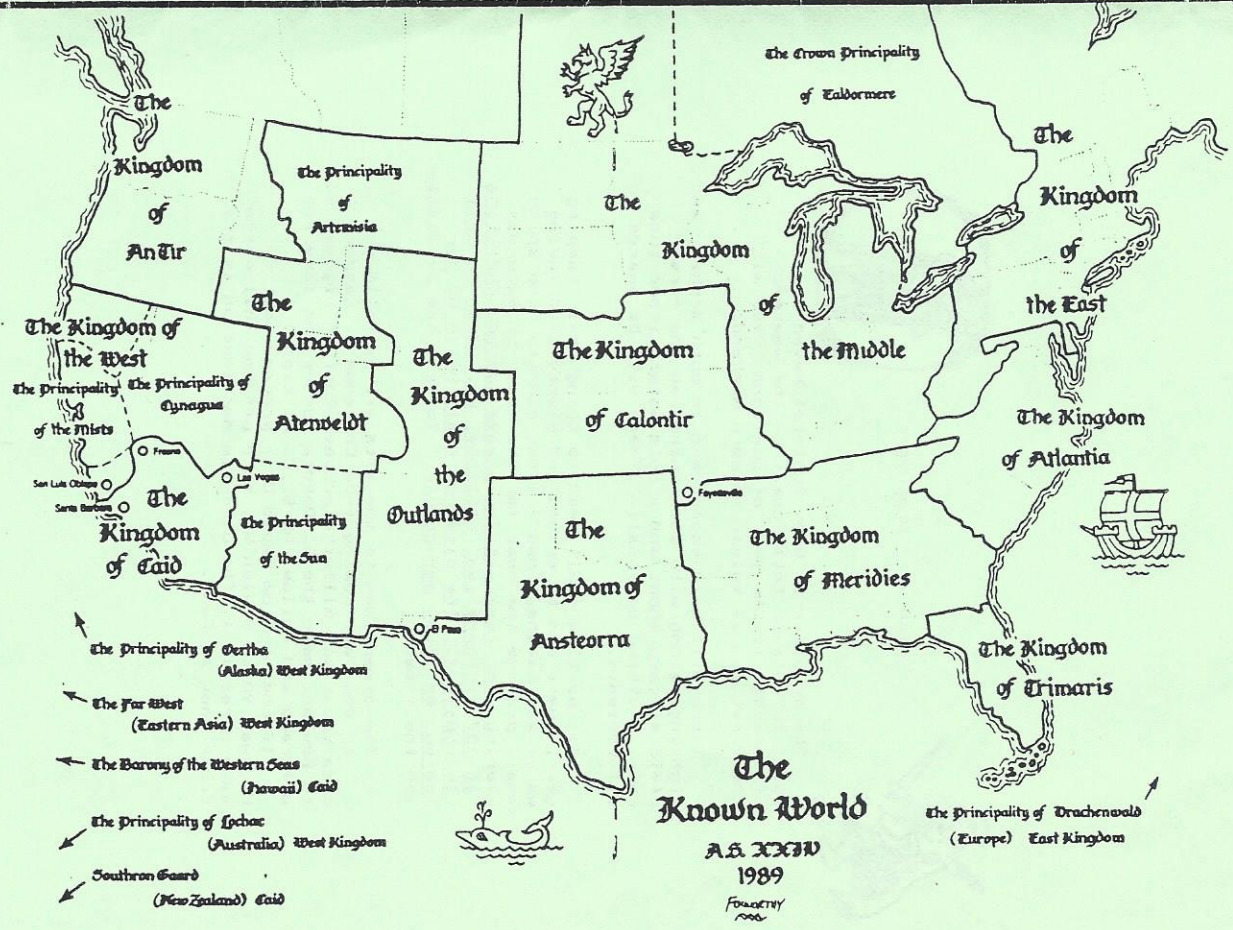 The Crown Principality
of Ealdormere
The
Kingdom
of
AnTir
The Principality
of
Artemisia
The
Kingdom
of
the Middle
The
Kingdom
of
the East
The Kingdom of
the West
The Principality
of the Mists
The Principality of
Cynagua
The
Kingdom
of
Atenveldt
The
Kingdom
of
the
Outlands
The Kingdom
of Calontir
The Kingdom
of Atlantia
Fresno
San Luis Obispo
Santa Barbara
Las Vegas
Fayetteville
El Paso
The
Kingdom
of Caid
The Principality
of the Sun
The
Kingdom of
Ansteorra
The Kingdom
of Meridies
The Kingdom
of Trimaris
The Principality of Oertha
(Alaska) West Kingdom
The Far West
(Eastern Asia) West Kingdom
The Barony of the Western Seas
(Hawaii) Caid
The Principality of Lochac
(Australia) West Kingdom
Southron Gaard
(New Zealand) Caid
The
Known World
A.S. XXIV
1989
The Principality of Drachenwald
(Europe) East Kingdom